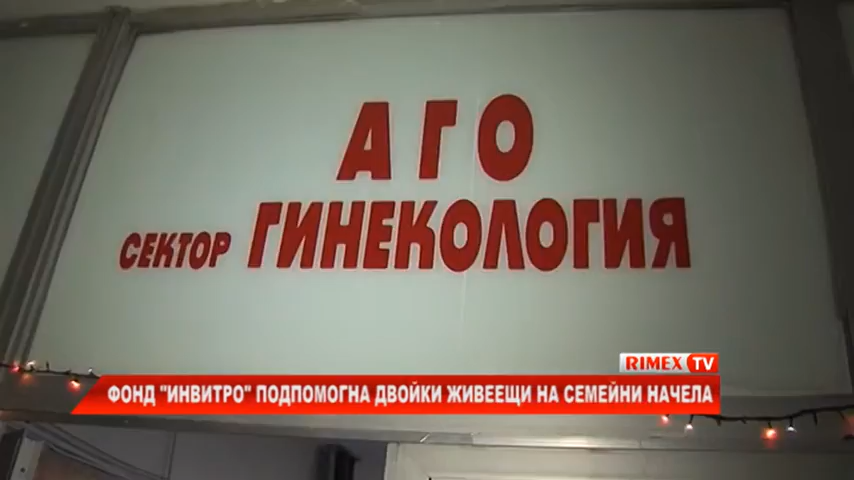 АГО
СЕКТОР ГИНЕКОЛОГИЯ
RIMEX TV
ФОНД "ИНВИТРО" ПОДПОМОГНА ДВОЙКИ ЖИВЕЕЩИ НА СЕМЕЙНИ НАЧЕЛА